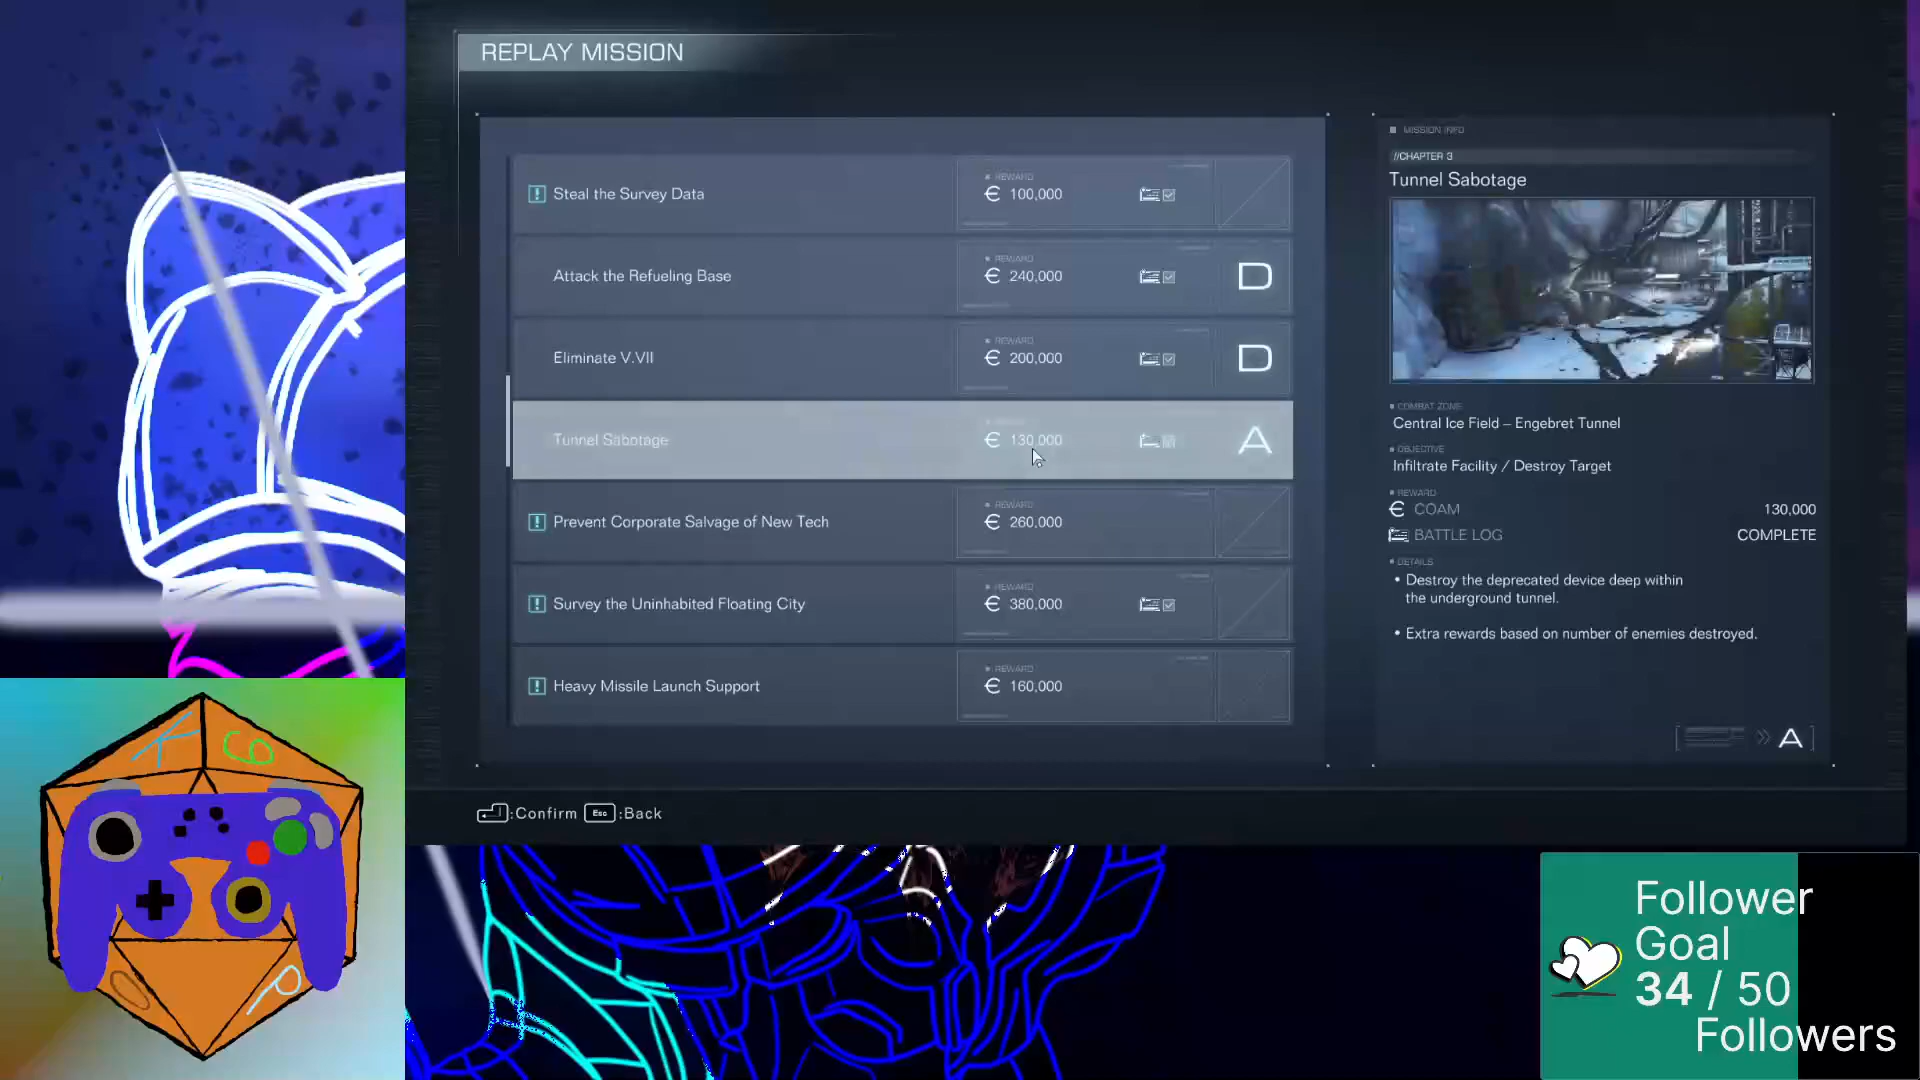 REPLAY MISSION
Steal the Survey Data
REWARD
100,000
Attack the Refueling Base
REWARD
240,000
D
Eliminate V.VII
REWARD
200,000
D
Tunnel Sabotage
130,000
A
Prevent Corporate Salvage of New Tech
REWARD
260,000
Survey the Uninhabited Floating City
REWARD
380,000
Heavy Missile Launch Support
REWARD
160,000
MISSION INFO
//CHAPTER 3
Tunnel Sabotage
COMBAT ZONE
Central Ice Field – Engebret Tunnel
OBJECTIVE
Infiltrate Facility / Destroy Target
REWARD
COAM 130,000
BATTLE LOG COMPLETE
DETAILS
• Destroy the deprecated device deep within
the underground tunnel.
• Extra rewards based on number of enemies destroyed.
A
:Confirm Esc :Back
K
Follower
Goal
34 / 50
Followers